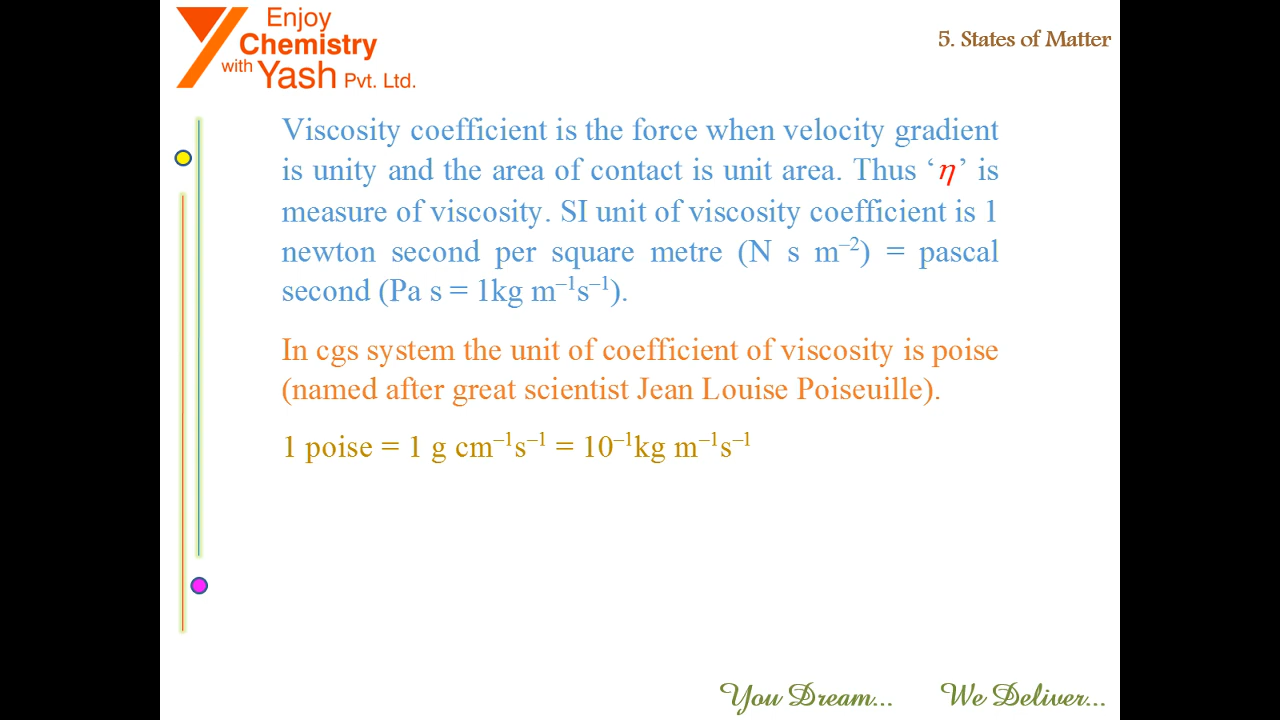 Enjoy
Chemistry
with Yash Pvt. Ltd.
5. States of Matter
Viscosity coefficient is the force when velocity gradient
is unity and the area of contact is unit area. Thus ‘η’ is
measure of viscosity. SI unit of viscosity coefficient is 1
newton second per square metre (N s m⁻²) = pascal
second (Pa s = 1kg m⁻¹s⁻¹).
In cgs system the unit of coefficient of viscosity is poise
(named after great scientist Jean Louise Poiseuille).
1 poise = 1 g cm⁻¹s⁻¹ = 10⁻¹kg m⁻¹s⁻¹
You Dream... We Deliver...